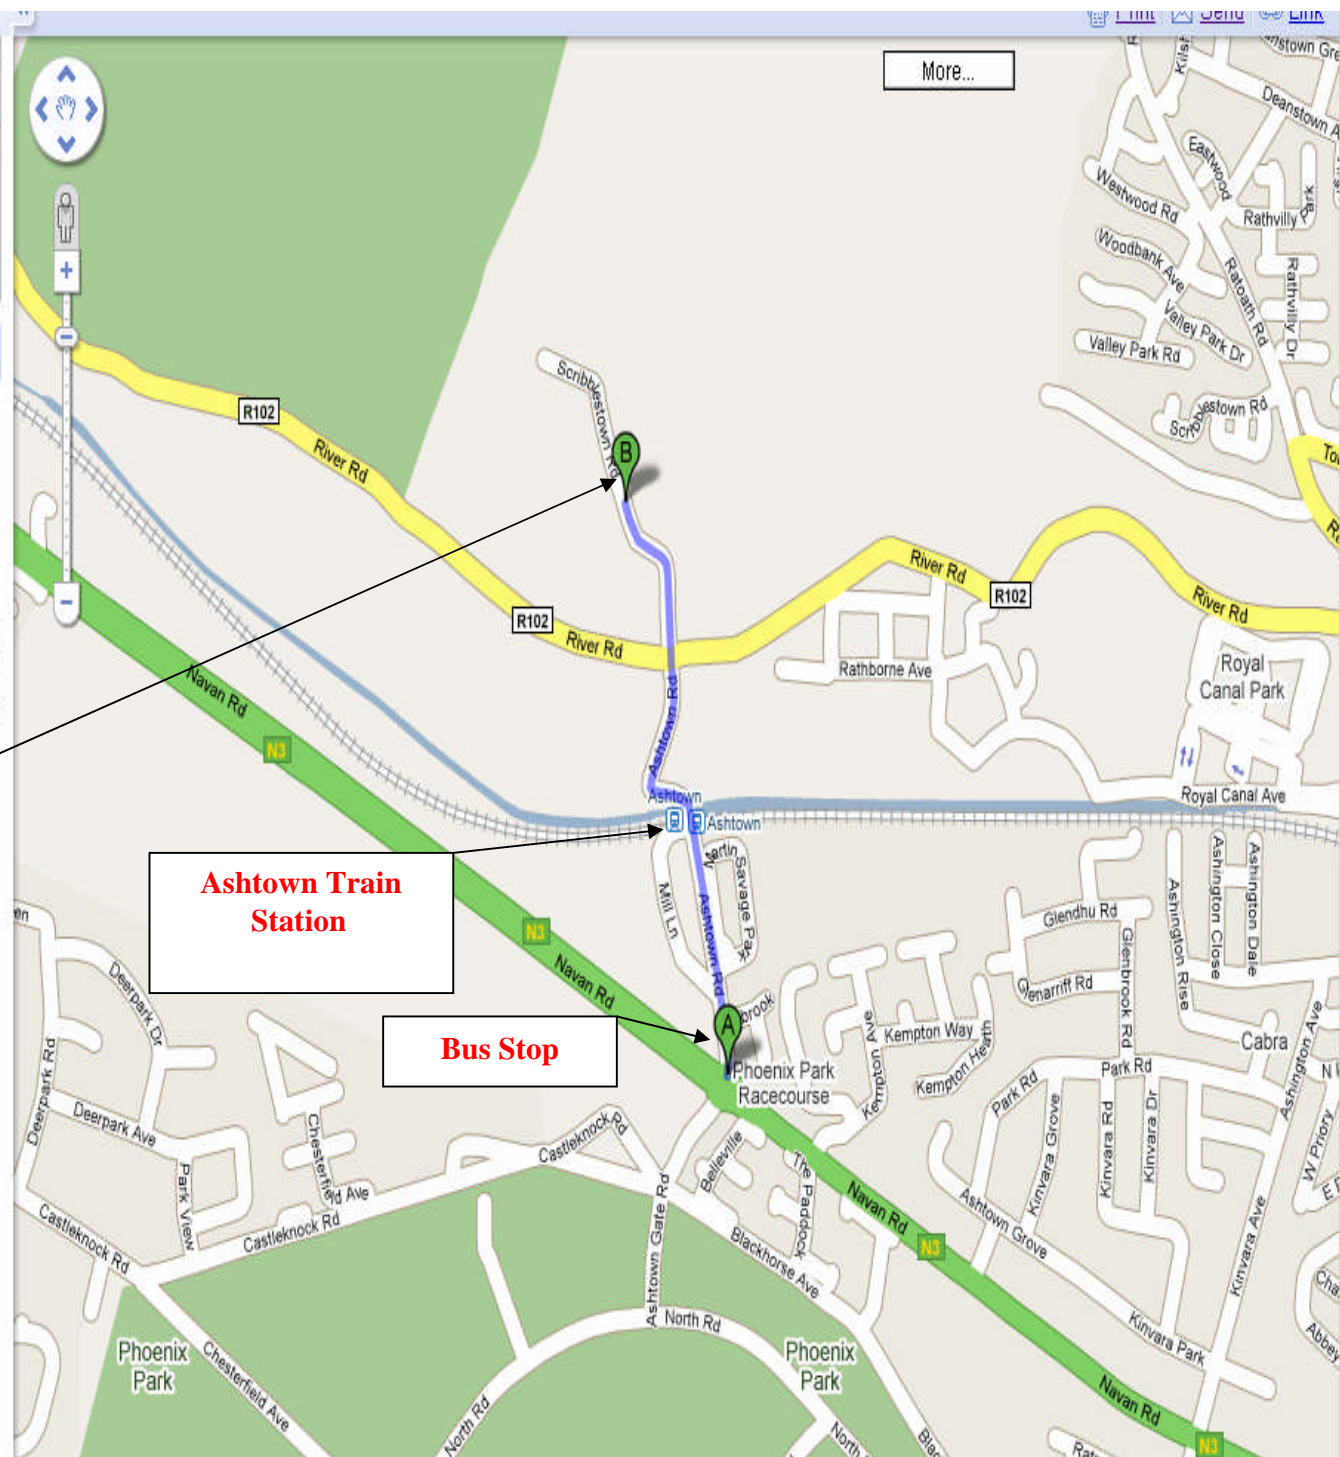 Print Send Link
More...
Deanstown
Eastwood
Westwood Rd
Rathvilly Park
Woodbank Ave
Ratoath Rd
Rathvilly Dr
Valley Park Dr
Valley Park Rd
Scribblestown Rd
Scribblestown Rd
R102
River Rd
B
River Rd
R102
R102
River Rd
River Rd
Rathborne Ave
Royal
Canal Park
Navan Rd
N3
Ashtown Rd
Royal Canal Ave
Ashtown
Ashtown
Ashtown Train
Station
Martin Savage Park
Mill Ln
Ashtown Rd
Ashington Rise
Ashington Close
Ashington Dale
Glendhu Rd
Glenbrook Rd
Glenarriff Rd
N3
Navan Rd
Bus Stop
A
Kempton Way
Kempton Ave
Kempton Heath
Cabra
Ashington Ave
Phoenix Park
Racecourse
Park Rd
Park Rd
Deerpark Dr
Deerpark Rd
Deerpark Ave
Park View
Chesterfield Ave
Castleknock Rd
Castleknock Rd
Castleknock Rd
Belleville
The Paddock
Kinvara Grove
Kinvara Rd
Kinvara Dr
W Priory
Ashtown Gate Rd
Blackhorse Ave
Navan Rd
N3
Ashtown Grove
Kinvara Ave
Kinvara Park
North Rd
Phoenix
Park
Chesterfield Ave
Phoenix
Park
North Rd
North
Navan Rd
N3
Abbey